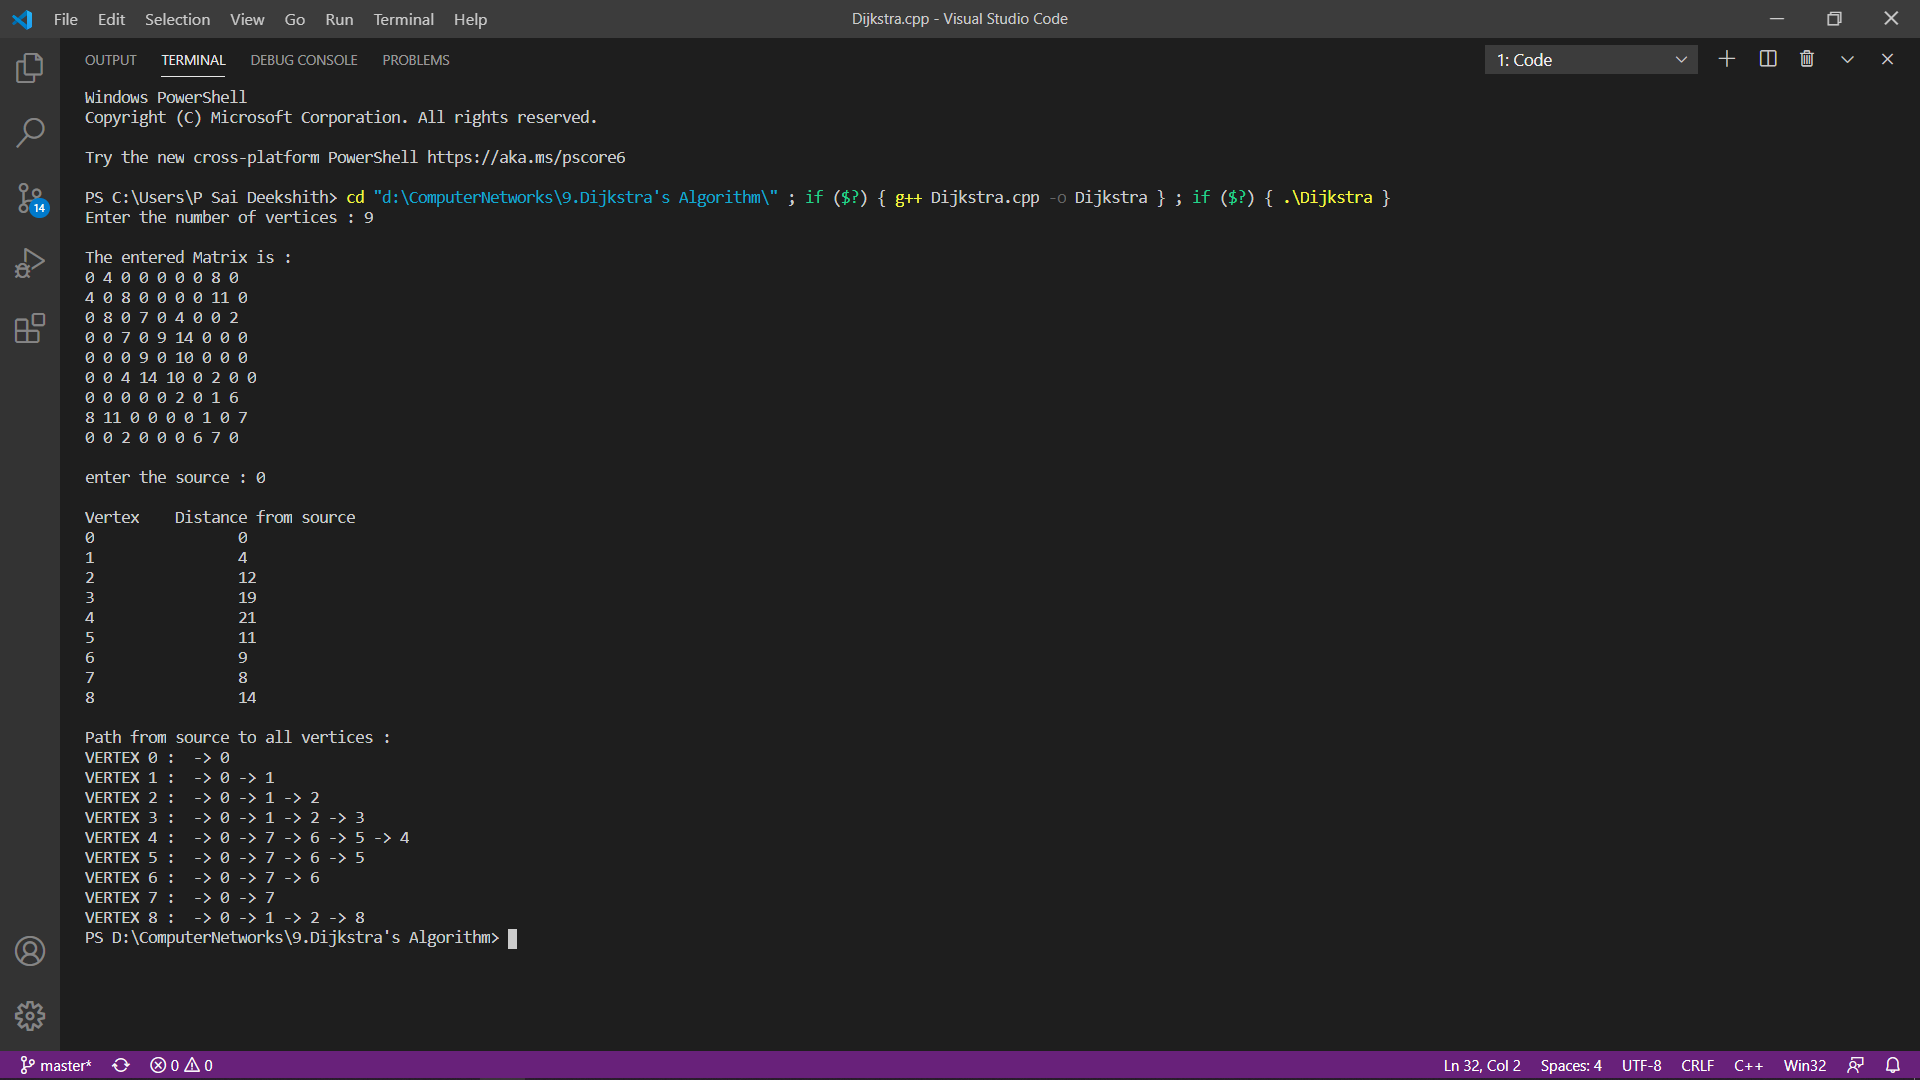 File Edit Selection View Go Run Terminal Help
Dijkstra.cpp - Visual Studio Code
OUTPUT TERMINAL DEBUG CONSOLE PROBLEMS
1: Code
Windows PowerShell
Copyright (C) Microsoft Corporation. All rights reserved.
Try the new cross-platform PowerShell https://aka.ms/pscore6
PS C:\Users\P Sai Deekshith> cd "d:\ComputerNetworks\9.Dijkstra's Algorithm\" ; if ($?) { g++ Dijkstra.cpp -o Dijkstra } ; if ($?) { .\Dijkstra }
Enter the number of vertices : 9
The entered Matrix is :
0 4 0 0 0 0 0 8 0
4 0 8 0 0 0 0 11 0
0 8 0 7 0 4 0 0 2
0 0 7 0 9 14 0 0 0
0 0 0 9 0 10 0 0 0
0 0 4 14 10 0 2 0 0
0 0 0 0 0 2 0 1 6
8 11 0 0 0 0 1 0 7
0 0 2 0 0 0 6 7 0
enter the source : 0
Vertex Distance from source
0 0
1 4
2 12
3 19
4 21
5 11
6 9
7 8
8 14
Path from source to all vertices :
VERTEX 0 : -> 0
VERTEX 1 : -> 0 -> 1
VERTEX 2 : -> 0 -> 1 -> 2
VERTEX 3 : -> 0 -> 1 -> 2 -> 3
VERTEX 4 : -> 0 -> 7 -> 6 -> 5 -> 4
VERTEX 5 : -> 0 -> 7 -> 6 -> 5
VERTEX 6 : -> 0 -> 7 -> 6
VERTEX 7 : -> 0 -> 7
VERTEX 8 : -> 0 -> 1 -> 2 -> 8
PS D:\ComputerNetworks\9.Dijkstra's Algorithm>
14
master* 0 0
Ln 32, Col 2 Spaces: 4 UTF-8 CRLF C++ Win32